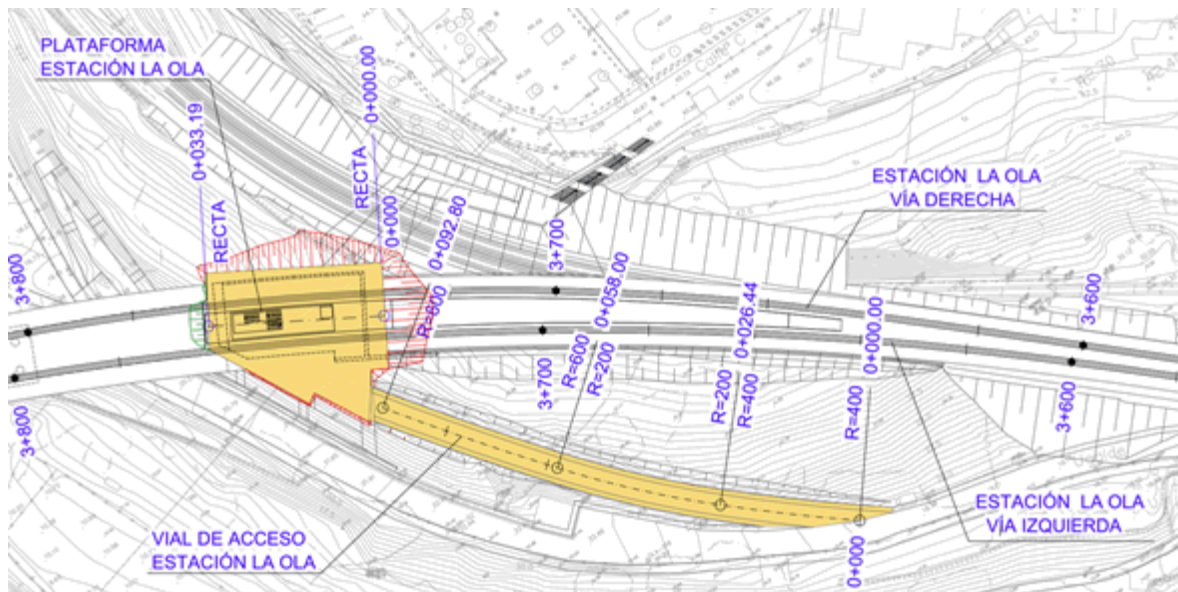 PLATAFORMA
ESTACIÓN LA OLA
0+033.19
RECTA
RECTA
0+000.00
0+000
0+092.80
R=600
3+700
0+058.00
R=600
R=200
ESTACIÓN LA OLA
VÍA DERECHA
3+800
3+800
3+700
0+026.44
R=200
R=400
0+000.00
R=400
3+600
3+600
ESTACIÓN LA OLA
VÍA IZQUIERDA
VIAL DE ACCESO
ESTACIÓN LA OLA
0+000